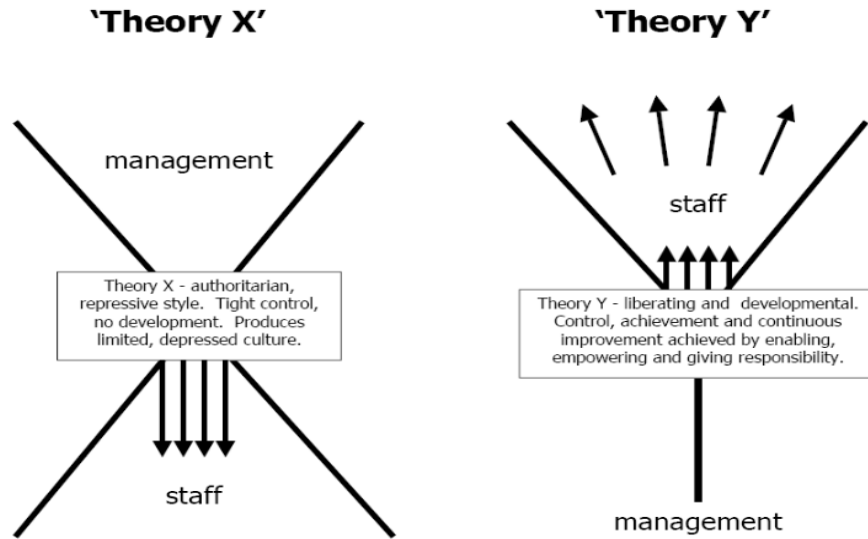 ‘Theory X’
management
Theory X - authoritarian,
repressive style. Tight control,
no development. Produces
limited, depressed culture.
staff
‘Theory Y’
staff
Theory Y - liberating and developmental.
Control, achievement and continuous
improvement achieved by enabling,
empowering and giving responsibility.
management